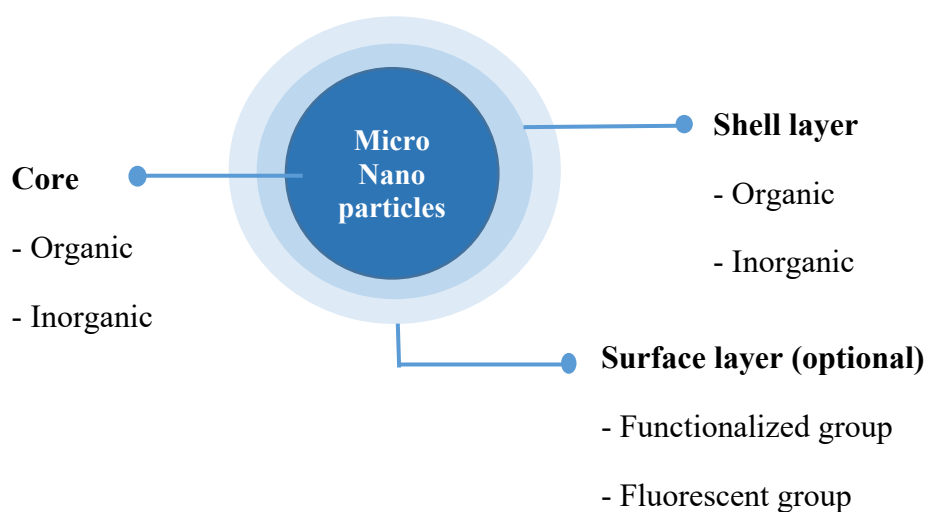 Micro
Nano
particles
Core
- Organic
- Inorganic
Shell layer
- Organic
- Inorganic
Surface layer (optional)
- Functionalized group
- Fluorescent group